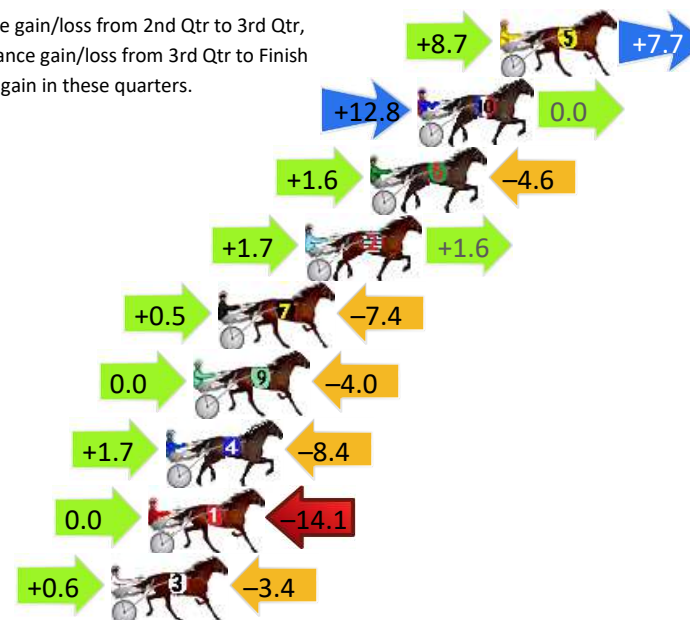 e gain/loss from 2nd Qtr to 3rd Qtr,
ance gain/loss from 3rd Qtr to Finish
gain in these quarters.
+8.7 5 +7.7
+12.8 10 0.0
+1.6 –4.6
+1.7 2 +1.6
+0.5 7 –7.4
0.0 9 –4.0
+1.7 4 –8.4
0.0 1 –14.1
+0.6 3 –3.4